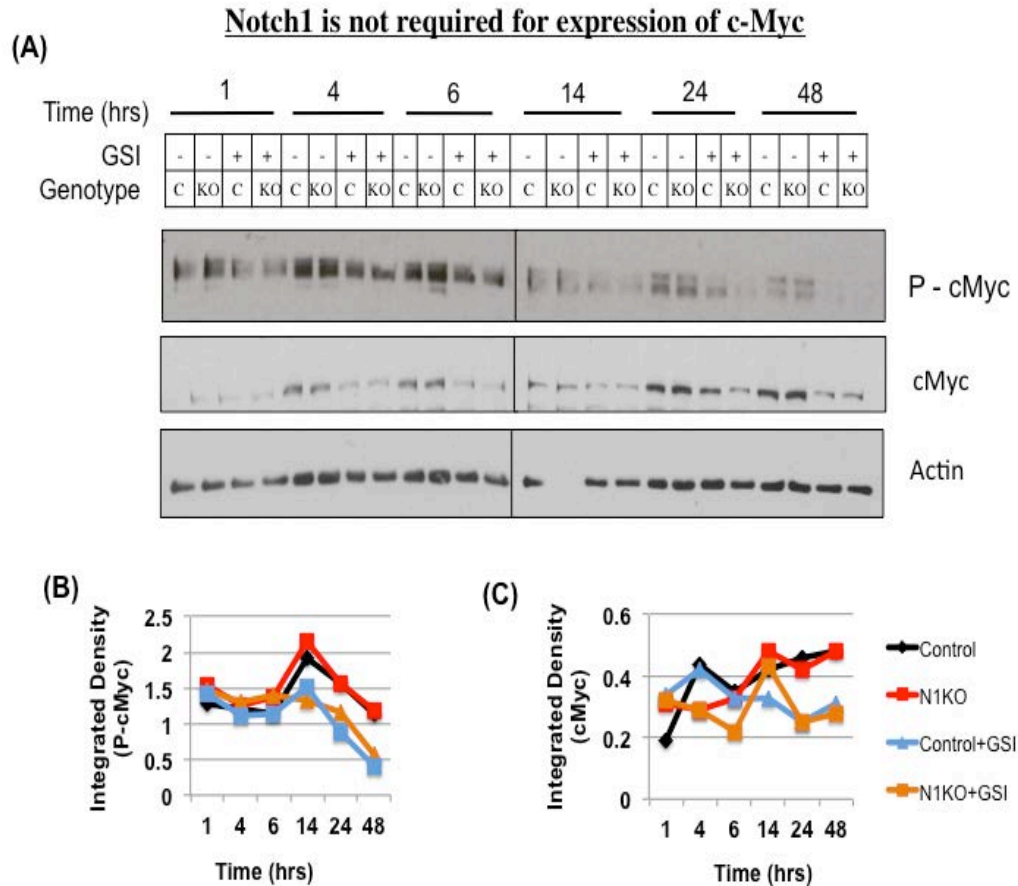 Notch1 is not required for expression of c-Myc
(A)
Time (hrs) 1 4 6 14 24 48
GSI - - + + - - + + - - + + - - + + - - + + - - + +
Genotype C KO C KO C KO C KO C KO C KO C KO C KO C KO C KO C KO C KO
P - cMyc
cMyc
Actin
(B)
Integrated Density
(P-cMyc)
2.5
2
1.5
1
0.5
0
1 4 6 14 24 48
Time (hrs)
(C)
Integrated Density
(cMyc)
0.6
0.4
0.2
0
1 4 6 14 24 48
Time (hrs)
Control
N1KO
Control+GSI
N1KO+GSI